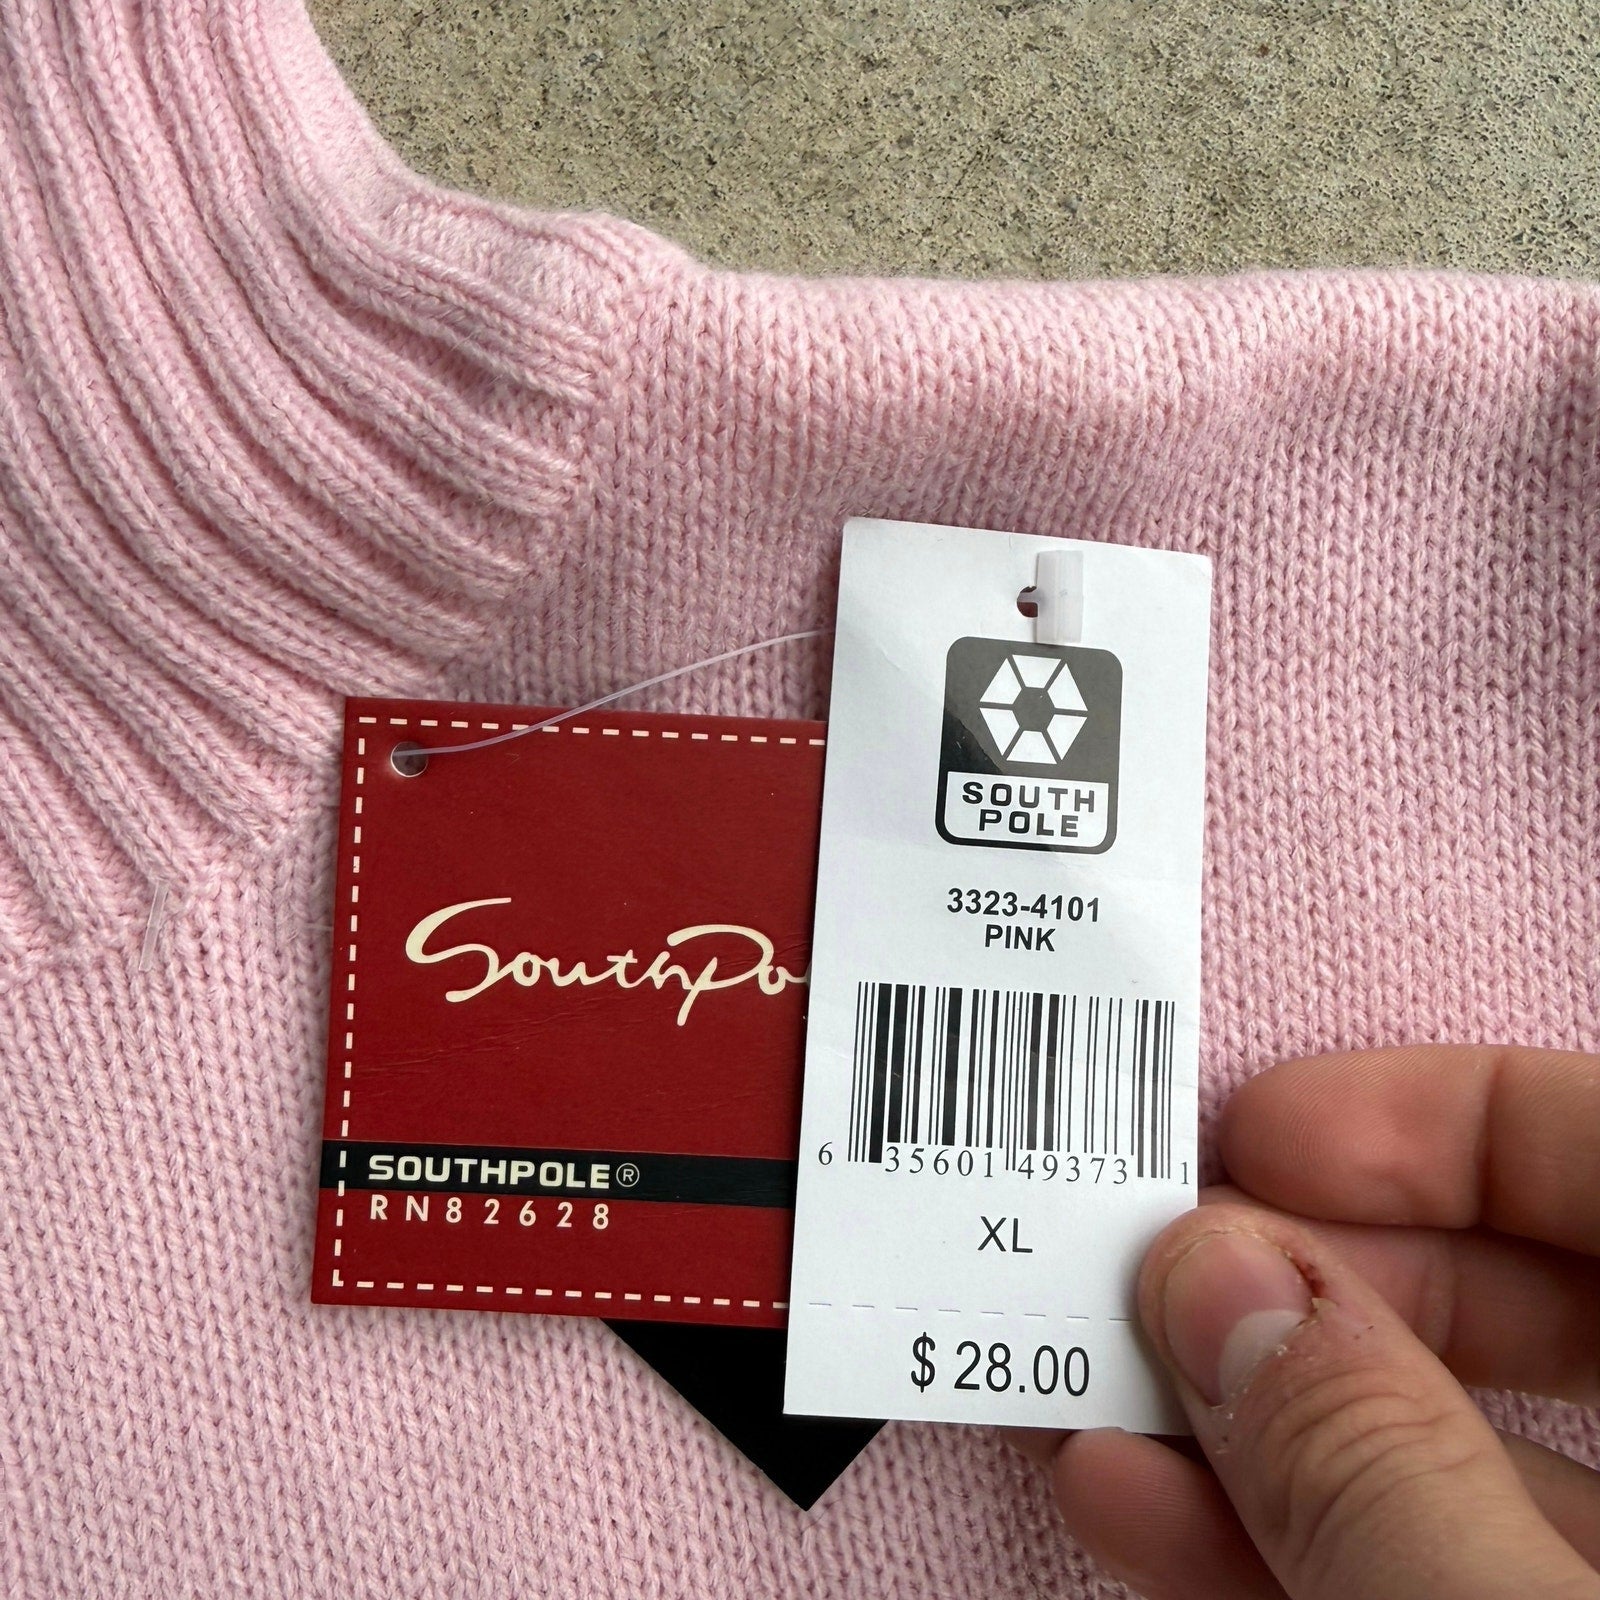 SouthPo
SOUTHPOLE®
RN82628
SOUTH
POLE
3323-4101
PINK
6 35601 49373 1
XL
$ 28.00